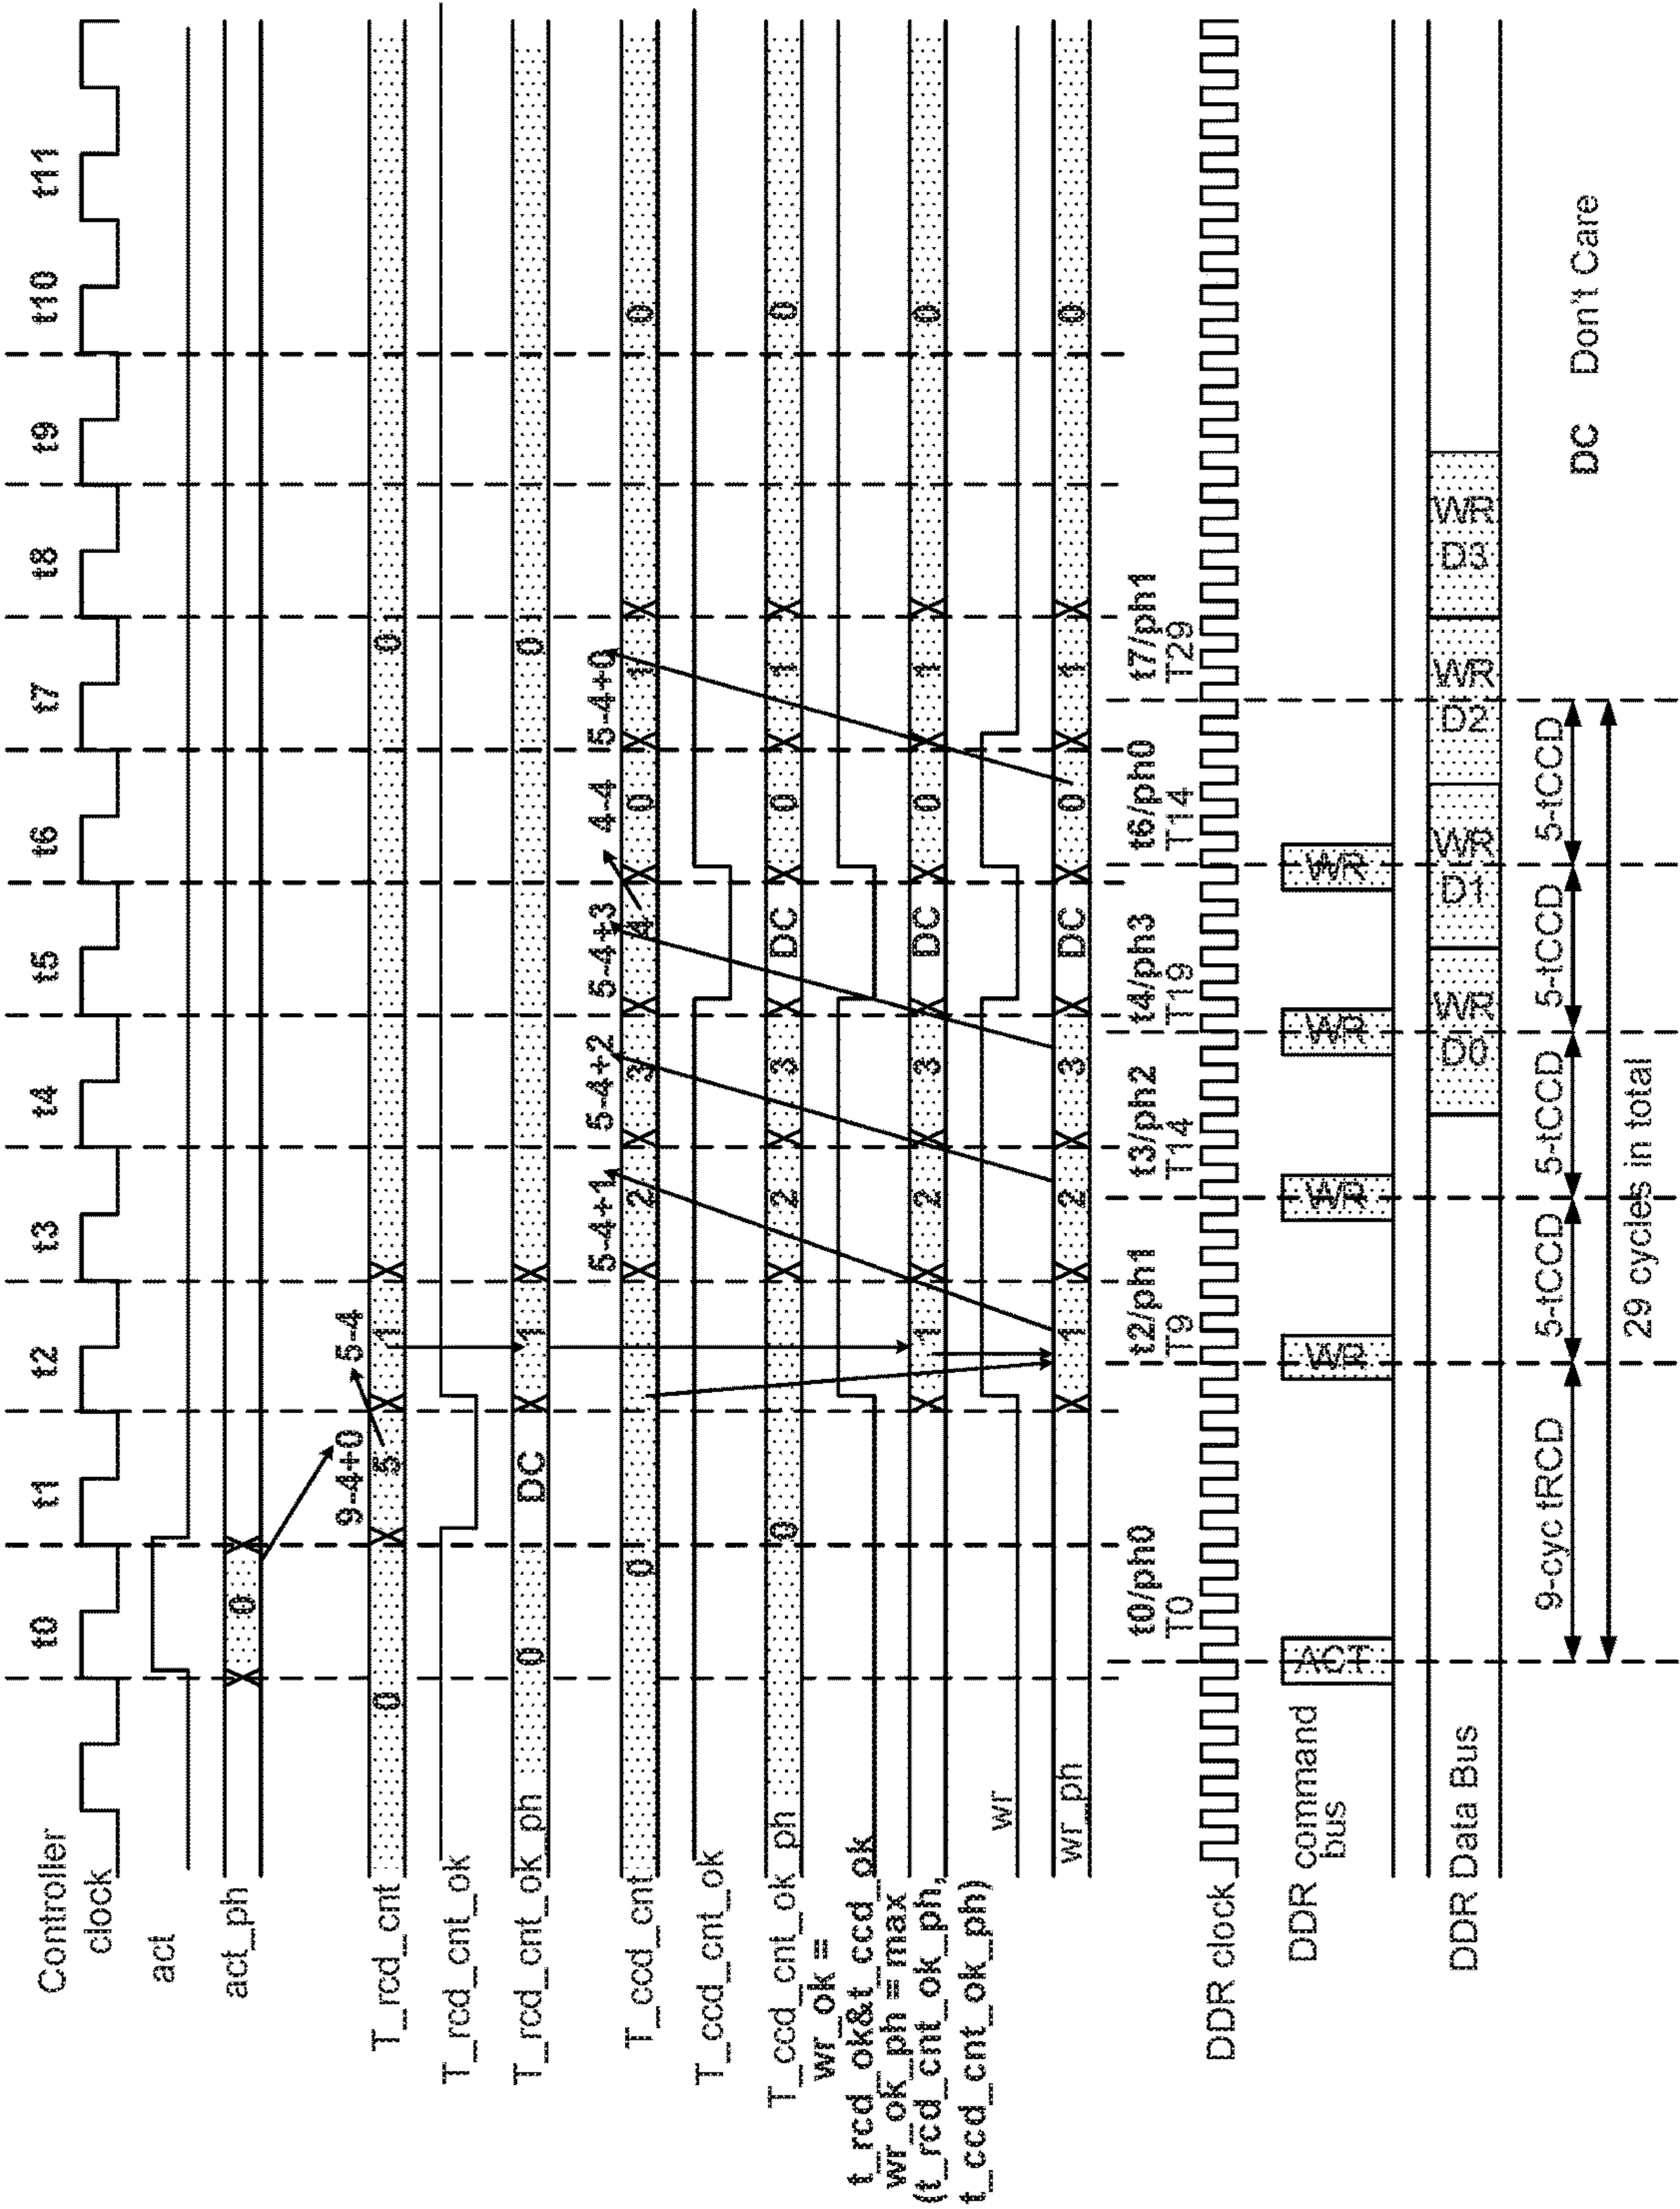 t0 t1 t2 t3 t4 t5 t6 t7 t8 t9 t10 t11
Controller
clock
act
act_ph 0
9-4+0 5-4
T_rcd_cnt 0 5 1 0
T_rcd_cnt_ok
T_rcd_cnt_ok_ph 0 DC 1 0
5-4+1 5-4+2 5-4+3 4-4 5-4+0
T_ccd_cnt 0 2 3 4 0 1 0
T_ccd_cnt_ok
T_ccd_cnt_ok_ph 0 2 3 DC 0 1 0
wr_ok =
t_rcd_ok&t_ccd_ok
wr_ok_ph = max 1 2 3 DC 0 1 0
(t_rcd_cnt_ok_ph,
t_ccd_cnt_ok_ph)
wr
wr_ph 1 2 3 DC 0 1 0
t0/ph0 t2/ph1 t3/ph2 t4/ph3 t6/ph0 t7/ph1
T0 T9 T14 T19 T14 T29
DDR clock
DDR command
bus
ACT WR WR WR WR
DDR Data Bus
WR WR WR WR
D0 D1 D2 D3
9-cyc tRCD 5-tCCD 5-tCCD 5-tCCD 5-tCCD
DC Don't Care
29 cycles in total